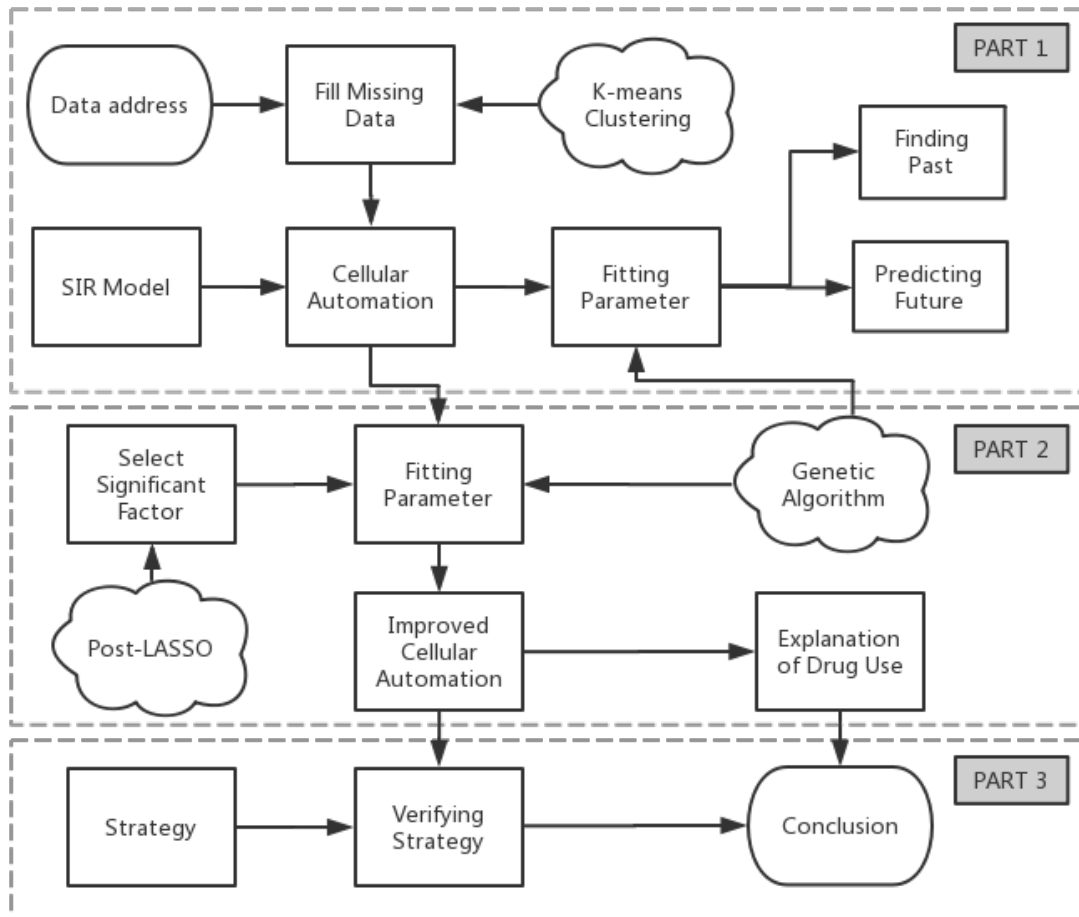 PART 1
Data address
Fill Missing
Data
K-means
Clustering
Finding
Past
SIR Model
Cellular
Automation
Fitting
Parameter
Predicting
Future
PART 2
Select
Significant
Factor
Fitting
Parameter
Genetic
Algorithm
Post-LASSO
Improved
Cellular
Automation
Explanation
of Drug Use
PART 3
Strategy
Verifying
Strategy
Conclusion